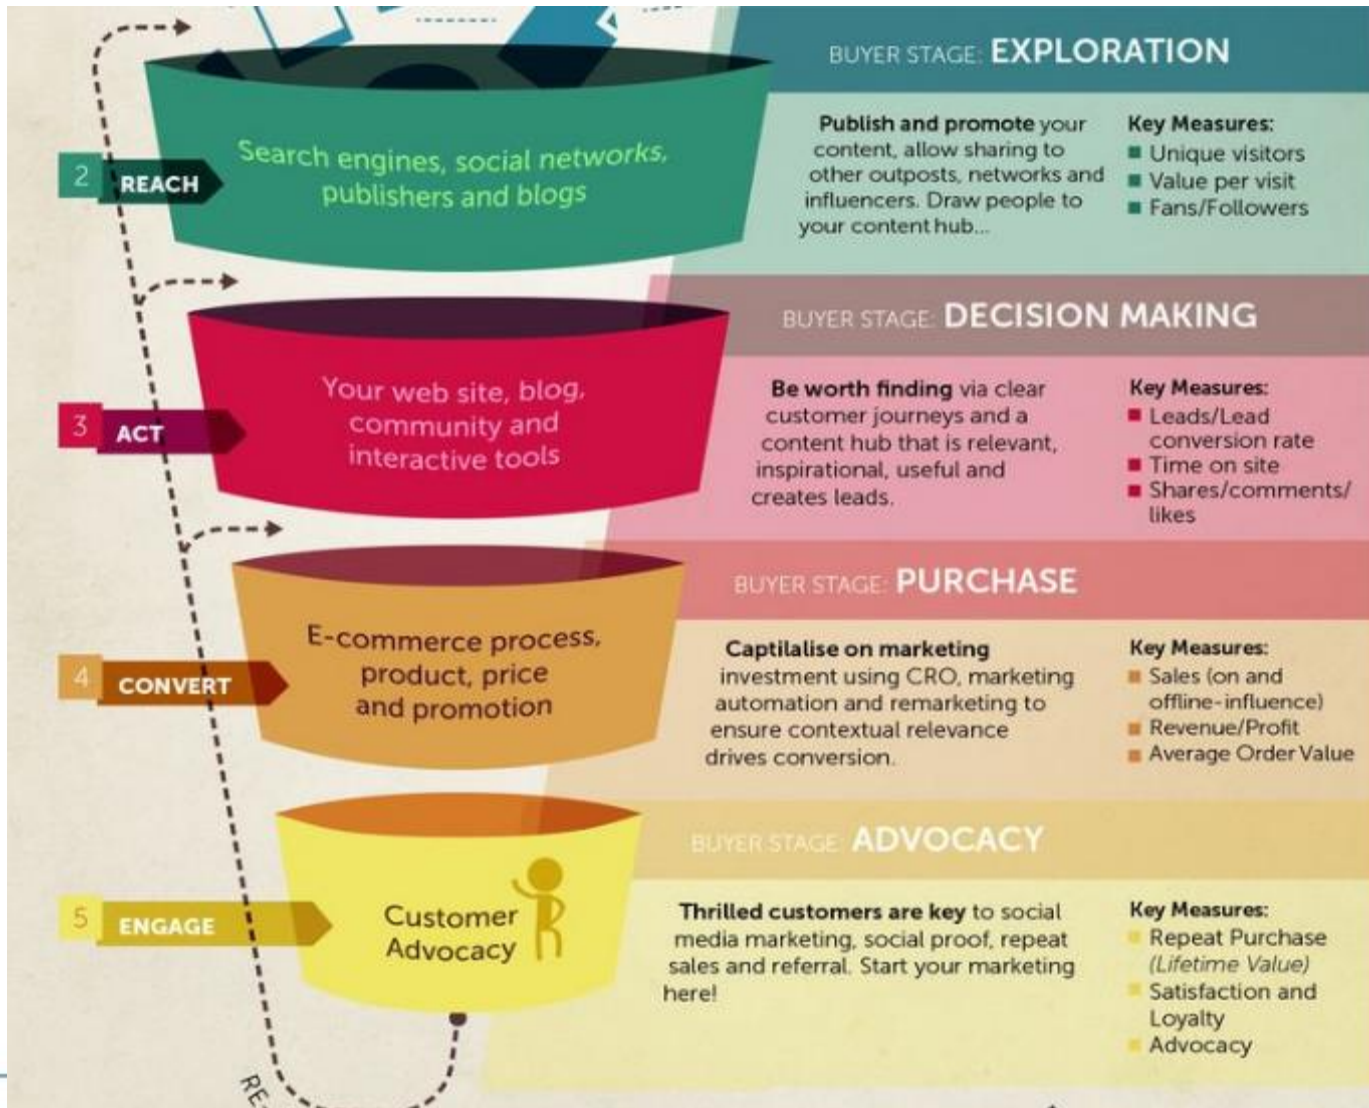 BUYER STAGE: EXPLORATION
2
REACH
Search engines, social networks,
publishers and blogs
Publish and promote your
content, allow sharing to
other outposts, networks and
influencers. Draw people to
your content hub...
Key Measures:
Unique visitors
Value per visit
Fans/Followers
BUYER STAGE: DECISION MAKING
3
ACT
Your web site, blog,
community and
interactive tools
Be worth finding via clear
customer journeys and a
content hub that is relevant,
inspirational, useful and
creates leads.
Key Measures:
Leads/Lead
conversion rate
Time on site
Shares/comments/
likes
BUYER STAGE: PURCHASE
4
CONVERT
E-commerce process,
product, price
and promotion
Captilalise on marketing
investment using CRO, marketing
automation and remarketing to
ensure contextual relevance
drives conversion.
Key Measures:
Sales (on and
offline-influence)
Revenue/Profit
Average Order Value
BUYER STAGE: ADVOCACY
5
ENGAGE
Customer
Advocacy
Thrilled customers are key to social
media marketing, social proof, repeat
sales and referral. Start your marketing
here!
Key Measures:
Repeat Purchase
(Lifetime Value)
Satisfaction and
Loyalty
Advocacy